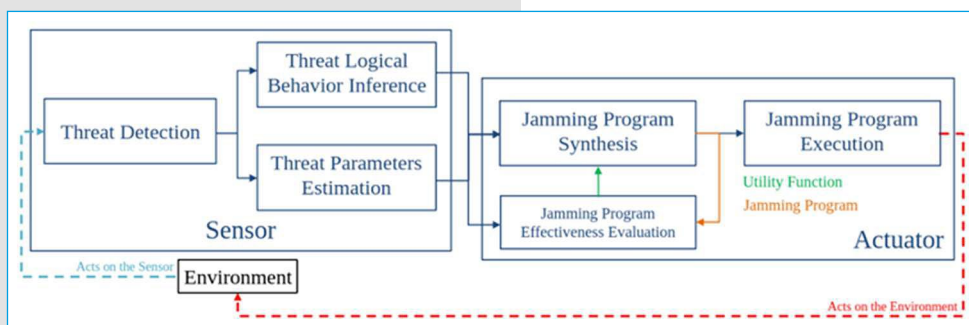 Threat Detection
Threat Logical
Behavior Inference
Threat Parameters
Estimation
Sensor
Jamming Program
Synthesis
Jamming Program
Execution
Utility Function
Jamming Program
Jamming Program
Effectiveness Evaluation
Actuator
Acts on the Sensor
Environment
Acts on the Environment